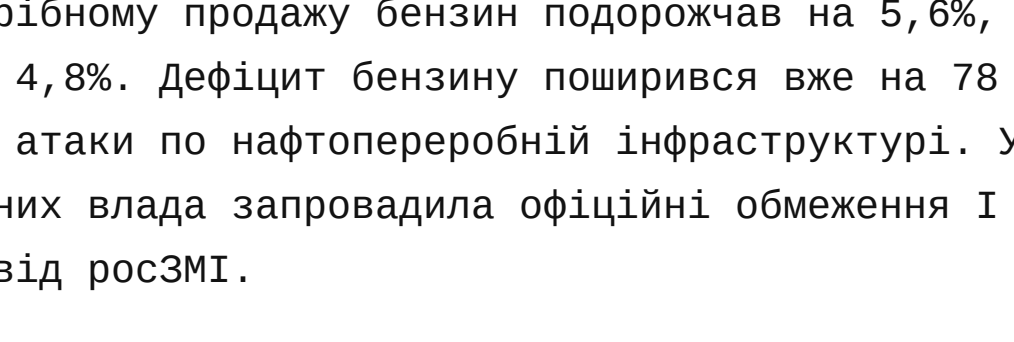 рібному продажу бензин подорожчав на 5,6%,
4,8%. Дефіцит бензину поширився вже на 78
атаки по нафтопереробній інфраструктурі. У
них влада запровадила офіційні обмеження І
від росЗМІ.